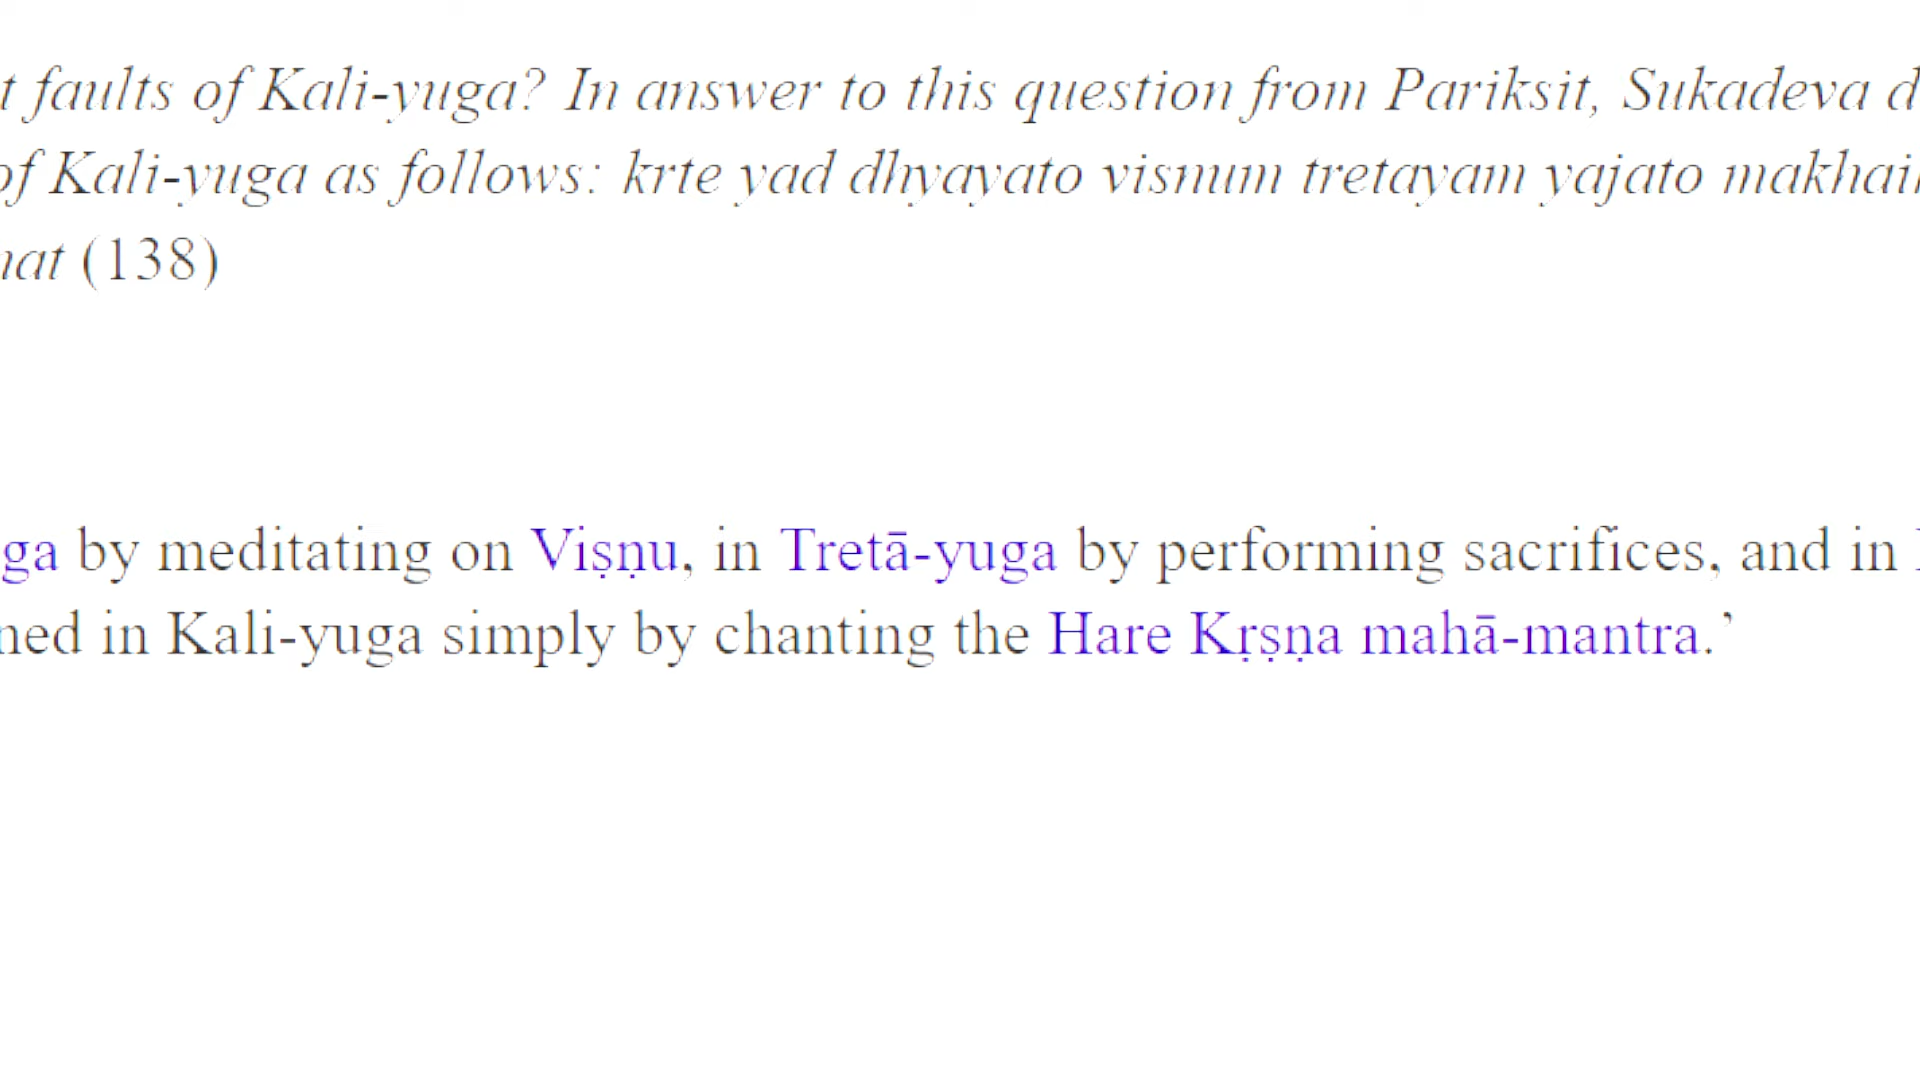 t faults of Kali-yuga? In answer to this question from Pariksit, Sukadeva d
of Kali-yuga as follows: krte yad dhyayato visnum tretayam yajato makhaih
(138)
ga by meditating on Viṣṇu, in Tretā-yuga by performing sacrifices, and in
ned in Kali-yuga simply by chanting the Hare Kṛṣṇa mahā-mantra.’